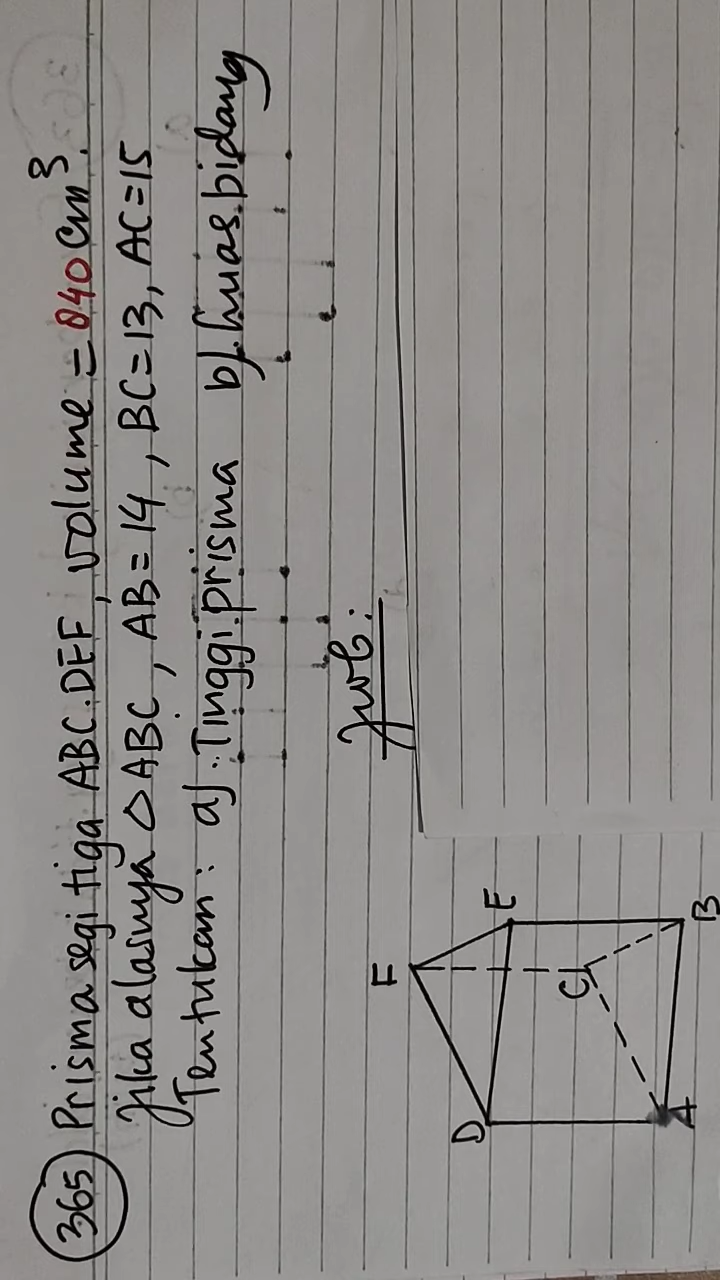 365 Prisma segi tiga ABC.DEF, volume = 840 cm³.
jika alasnya △ABC, AB = 14, BC = 13, AC = 15
Tentukan: a). Tinggi prisma b). Luas bidang
Jwb:
F
D
E
C
A
B